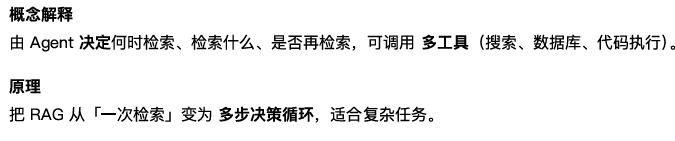 概念解释
由 Agent 决定何时检索、检索什么、是否再检索，可调用 多工具（搜索、数据库、代码执行）。
原理
把 RAG 从「一次检索」变为 多步决策循环，适合复杂任务。